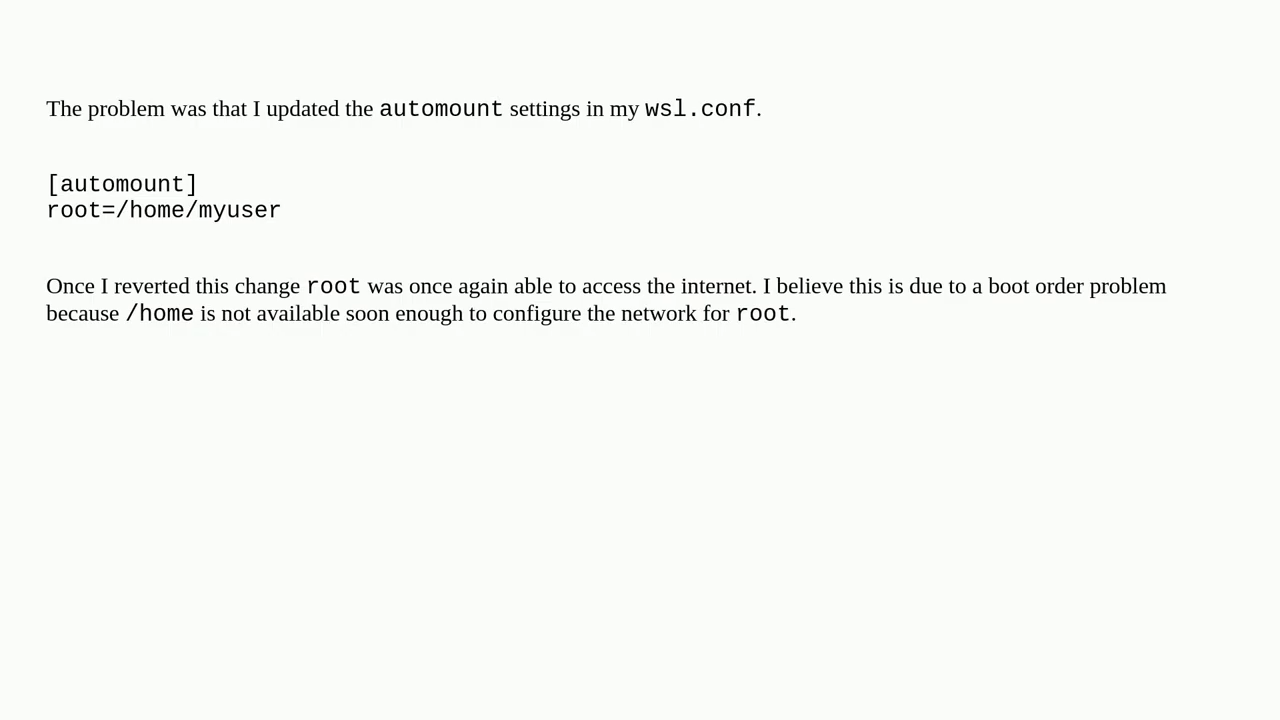 The problem was that I updated the automount settings in my wsl.conf.
[automount]
root=/home/myuser
Once I reverted this change root was once again able to access the internet. I believe this is due to a boot order problem
because /home is not available soon enough to configure the network for root.